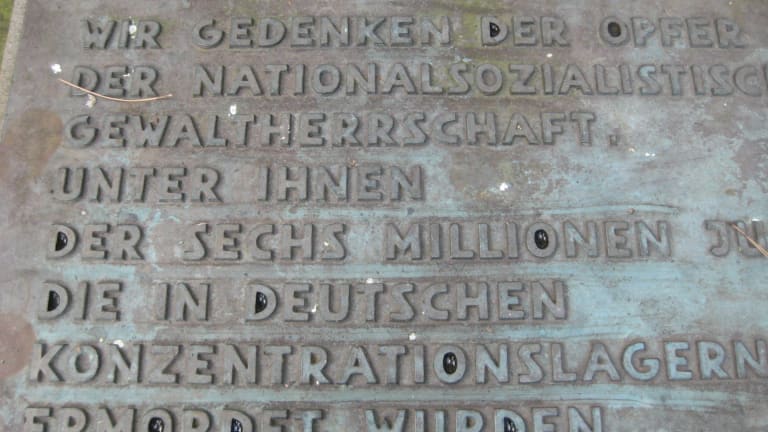 WIR GEDENKEN DER OPFER
DER NATIONALSOZIALISTISC
GEWALTHERRSCHAFT,
UNTER IHNEN
DER SECHS MILLIONEN JU
DIE IN DEUTSCHEN
KONZENTRATIONSLAGERN
ERMORDET WURDEN